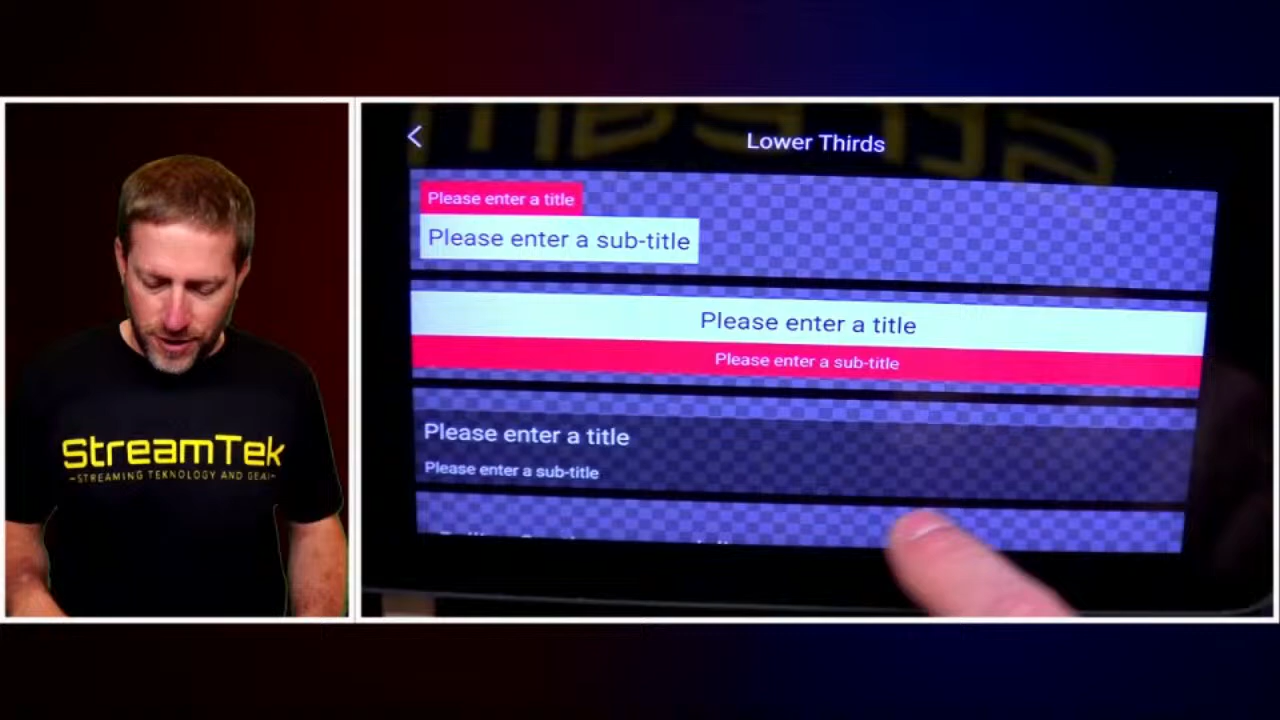 StreamTek
-STREAMING TEKNOLOGY AND GEAR-
Lower Thirds
Please enter a title
Please enter a sub-title
Please enter a title
Please enter a sub-title
Please enter a title
Please enter a sub-title